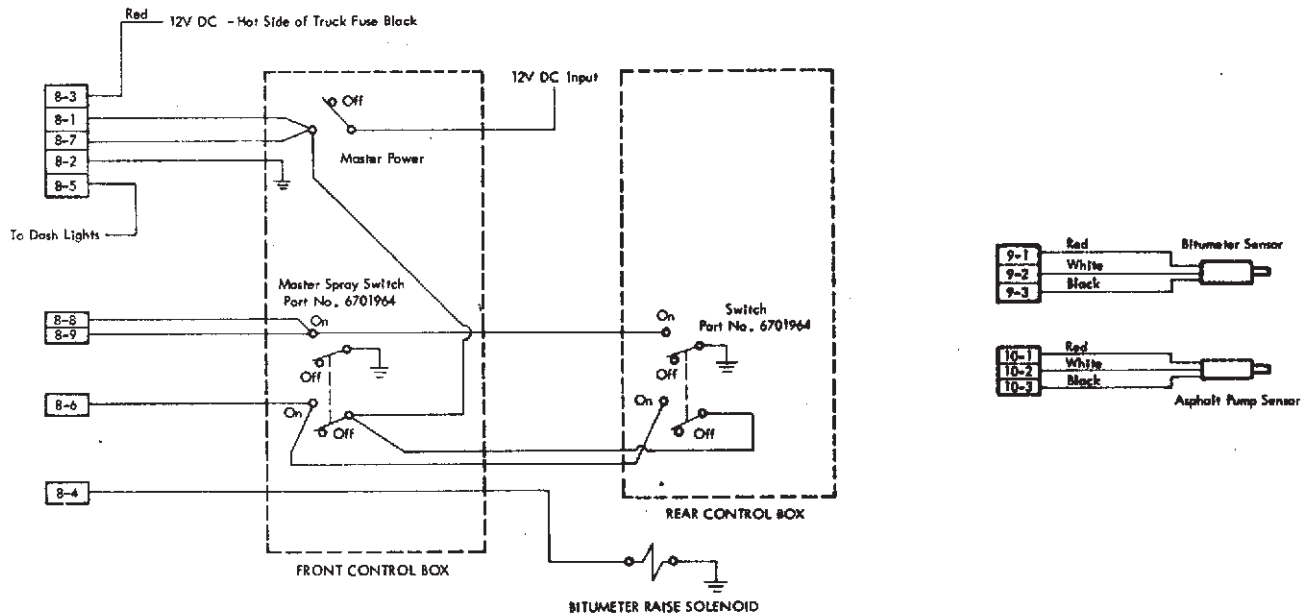 Red
12V DC - Hot Side of Truck Fuse Black
8-3
8-1
8-7
8-2
8-5
To Dash Lights
Off
Master Power
12V DC Input
Master Spray Switch
Part No. 6701964
8-8
8-9
On
Off
8-6
On
Off
8-4
FRONT CONTROL BOX
Switch
Part No. 6701964
On
Off
On
Off
REAR CONTROL BOX
BITUMETER RAISE SOLENOID
9-1
Red
9-2
White
9-3
Black
Bitumeter Sensor
10-1
Red
10-2
White
10-3
Black
Asphalt Pump Sensor